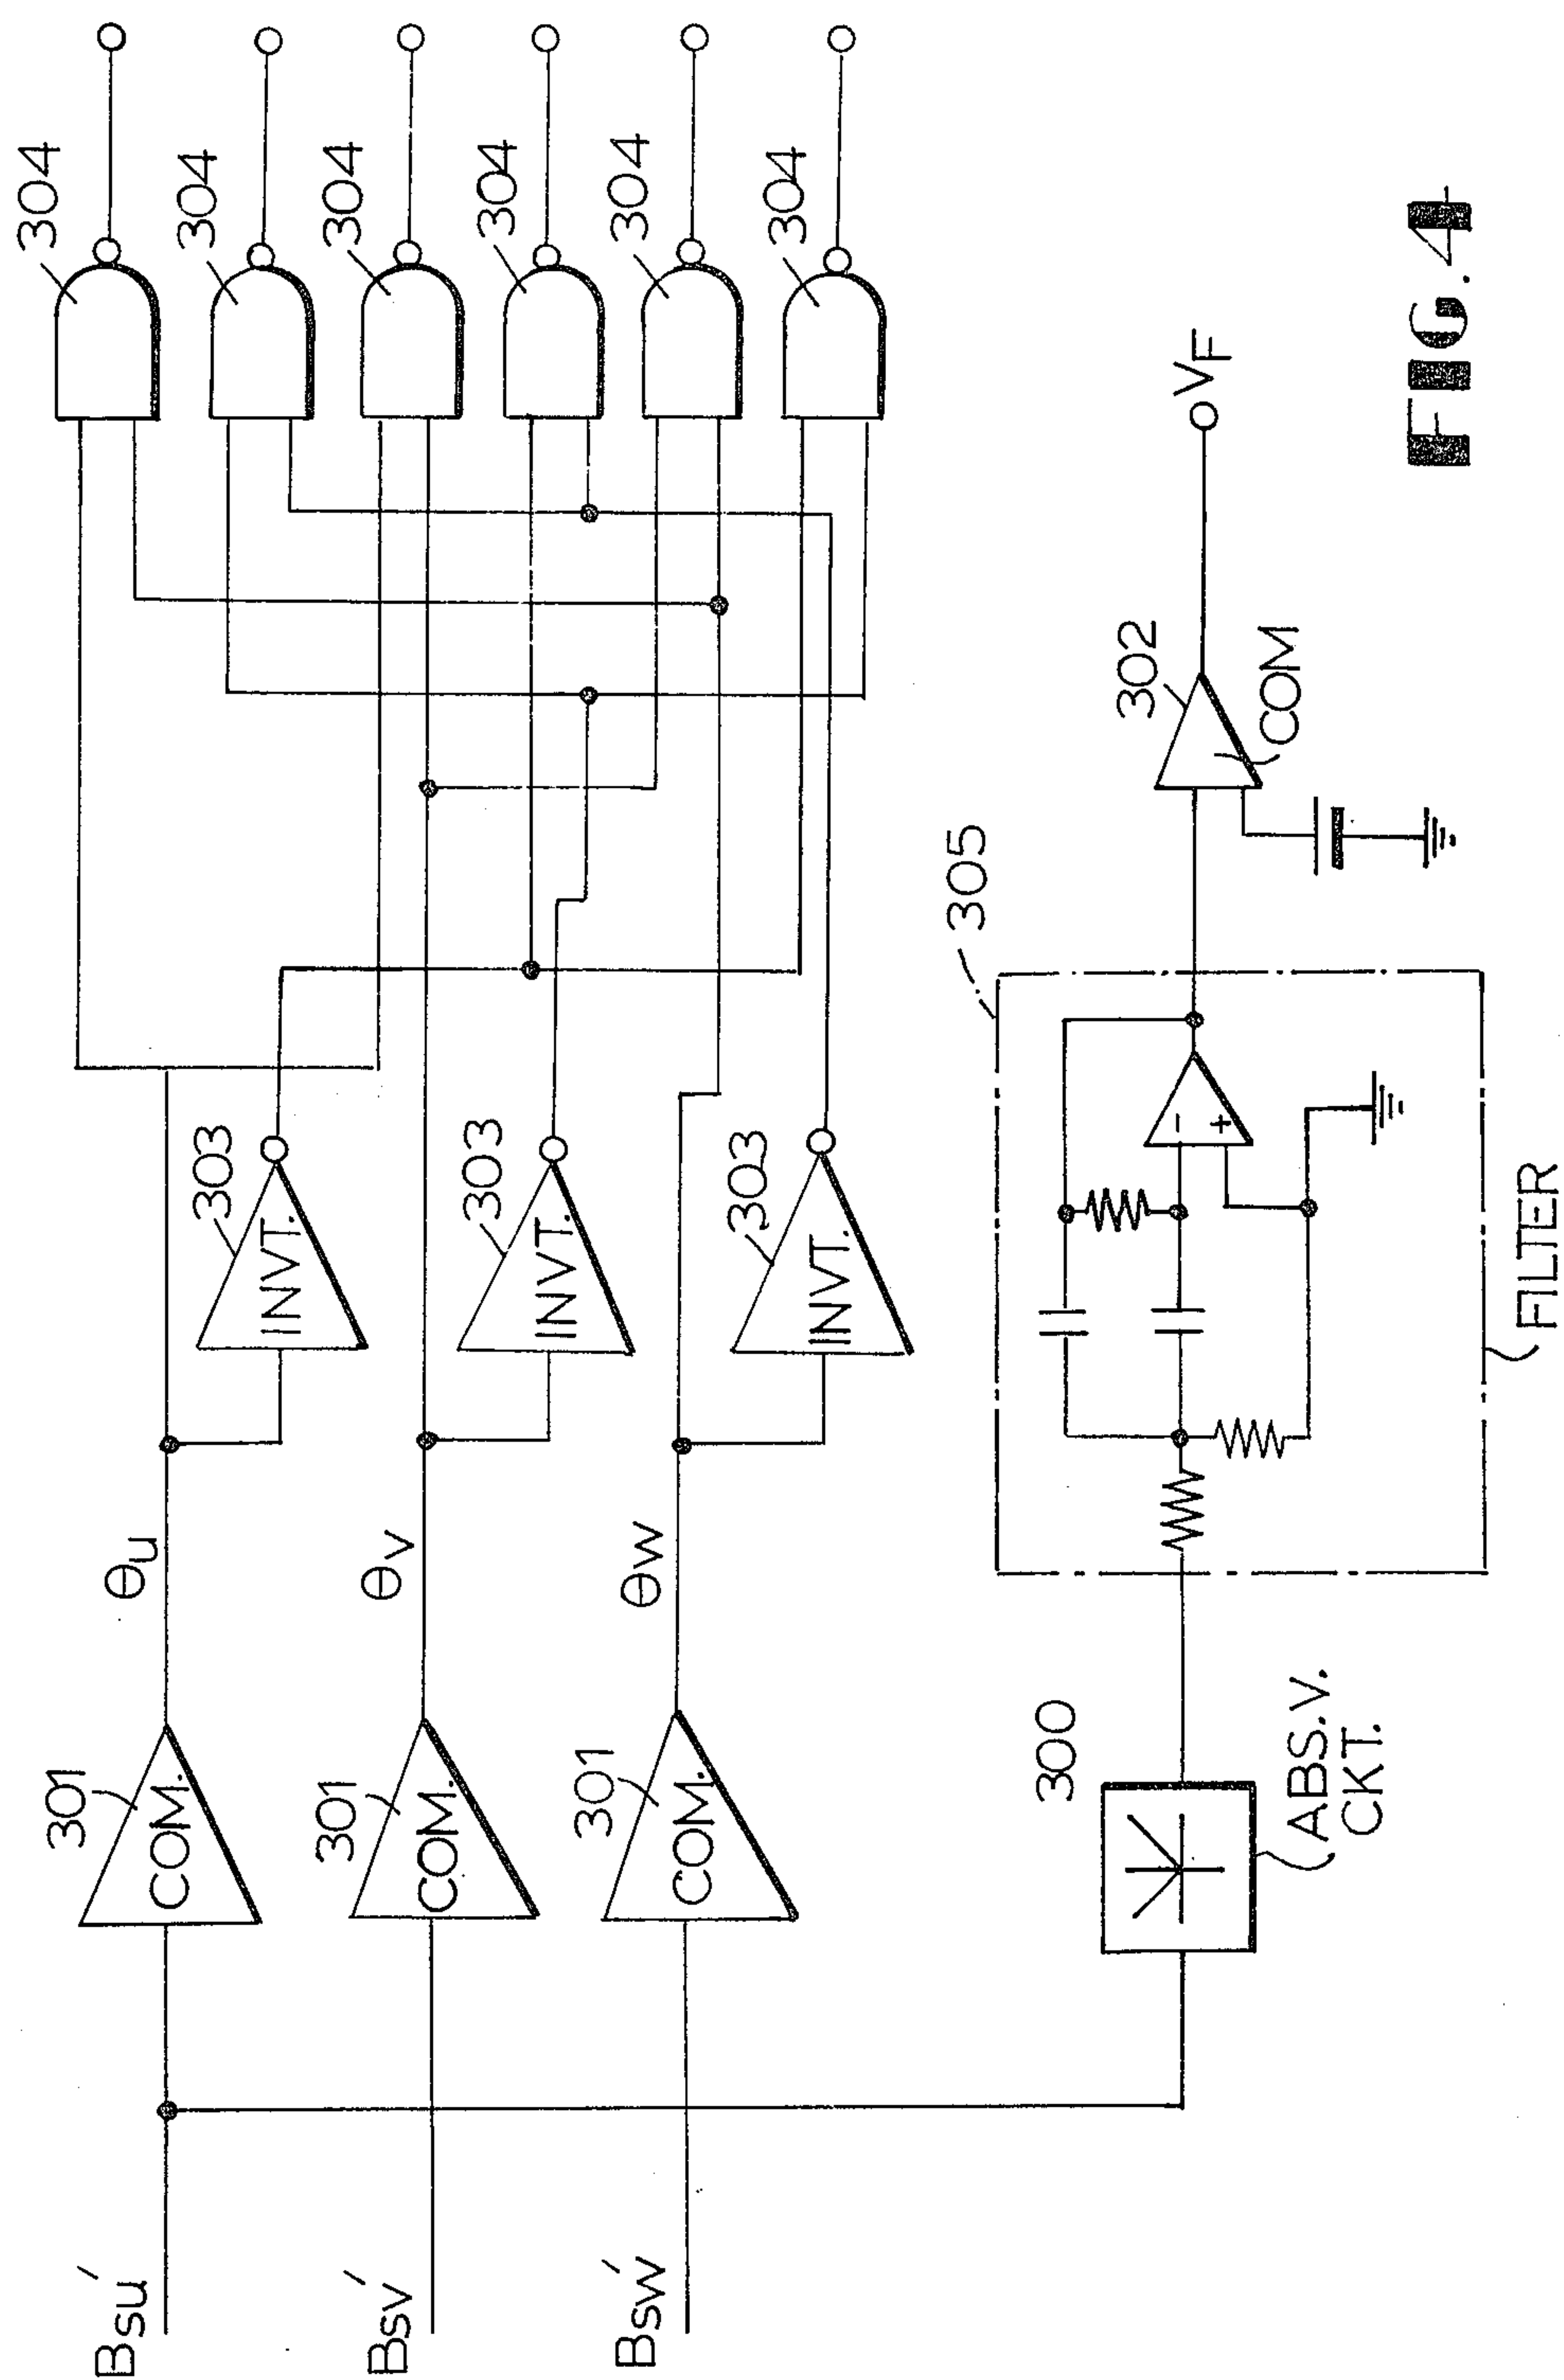 Bsu′
301
COM.
θu
303
INVT.
304
304
Bsv′
301
COM.
θv
303
INVT.
304
304
Bsw′
301
COM.
θw
303
INVT.
304
304
300
ABS.V.
CKT.
305
−
+
FILTER
302
COM
VF
FIG. 4